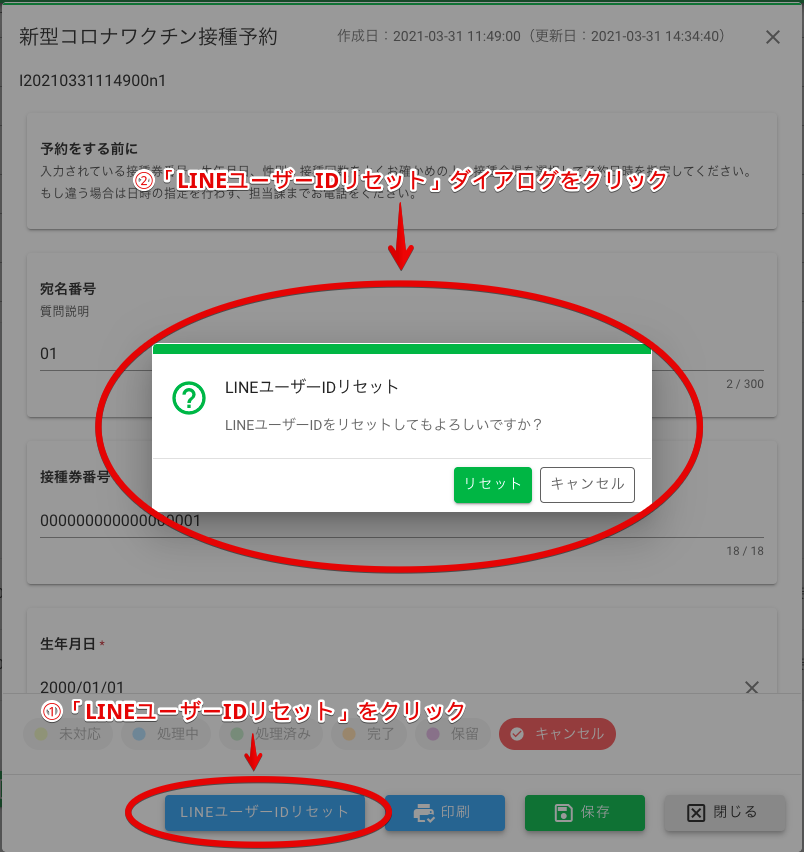 新型コロナワクチン接種予約
作成日：2021-03-31 11:49:00（更新日：2021-03-31 14:34:40）
I20210331114900n1
予約をする前に
入力されている接種券番号、生年月日、性別、接種回数をよくお確かめの上、接種会場を選択して予約日時を指定してください。
②「LINEユーザーIDリセット」ダイアログをクリック
もし違う場合は日時の指定を行わず、担当課までお電話をください。
宛名番号
質問説明
01
2 / 300
LINEユーザーIDリセット
LINEユーザーIDをリセットしてもよろしいですか？
リセット
キャンセル
接種券番号
000000000000000001
18 / 18
生年月日 *
2000/01/01
①「LINEユーザーIDリセット」をクリック
未対応
処理中
処理済み
完了
保留
キャンセル
LINEユーザーIDリセット
印刷
保存
閉じる